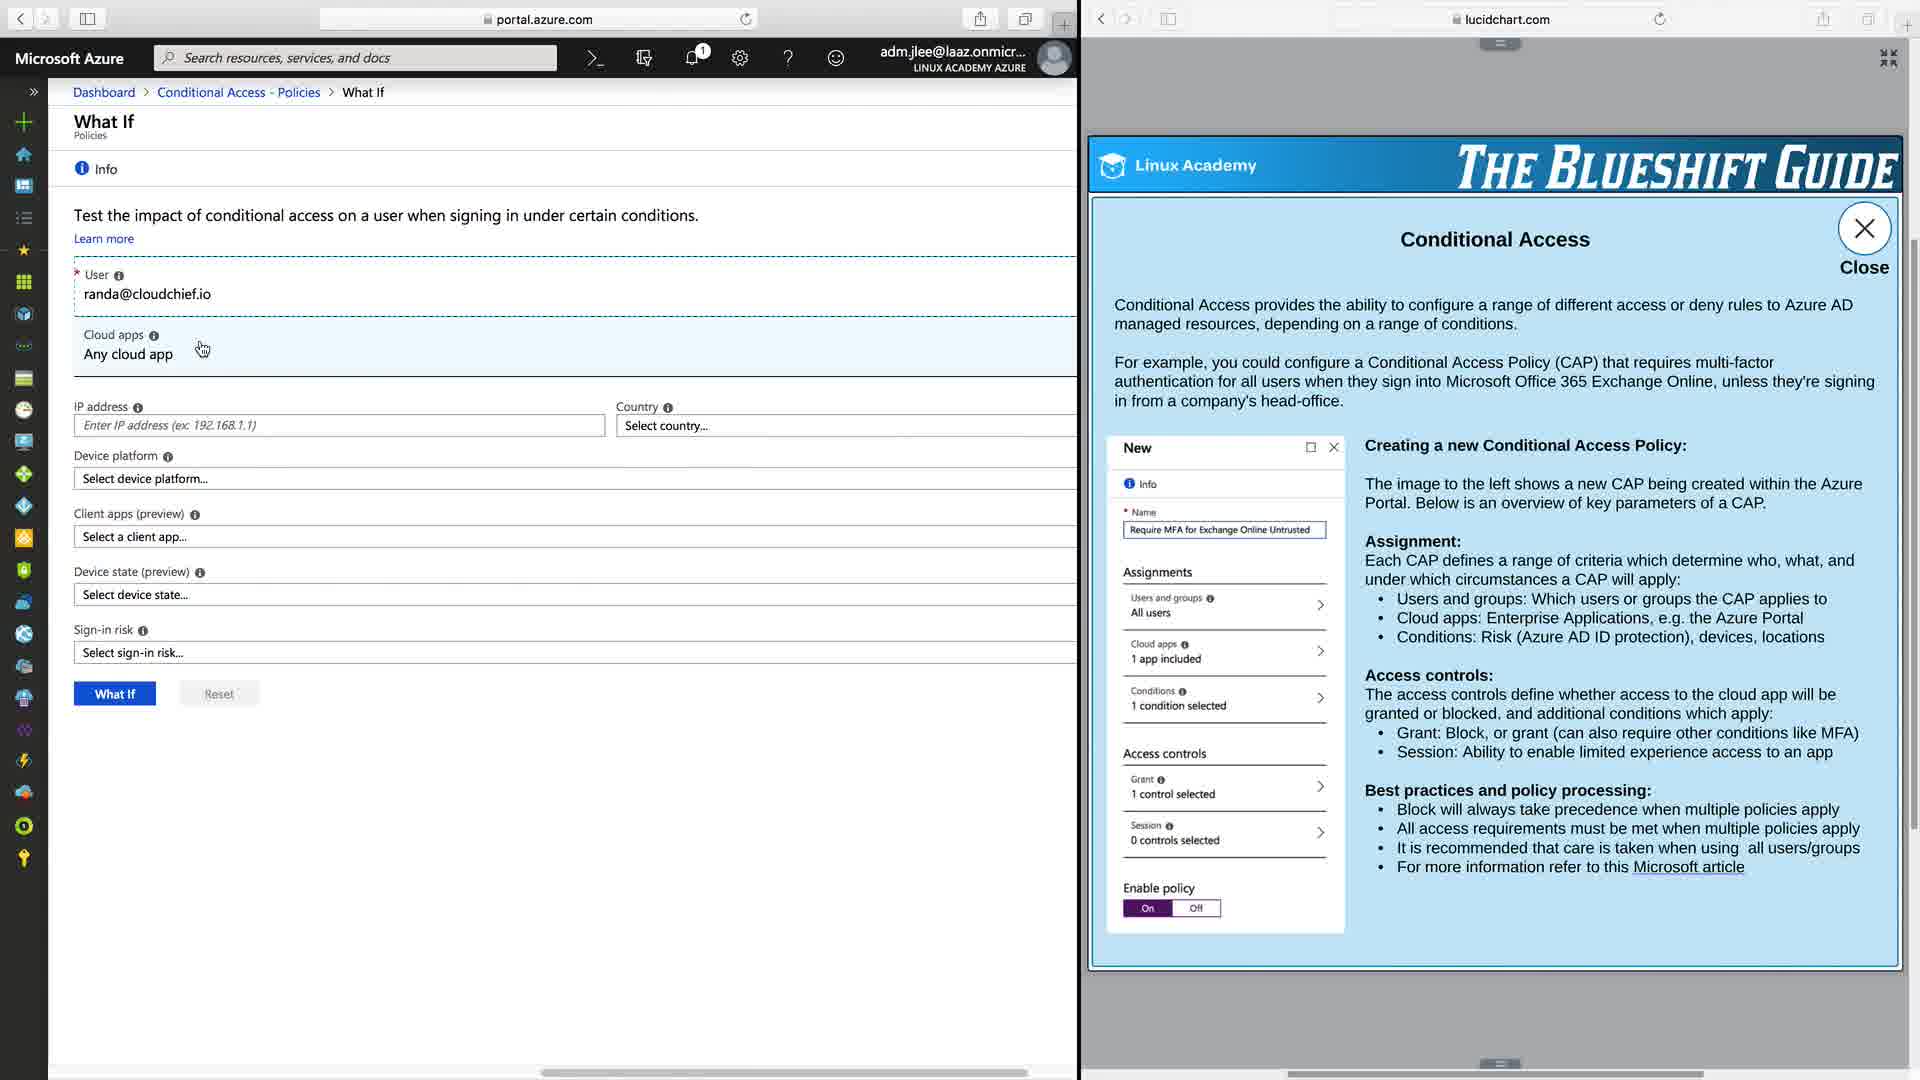 portal.azure.com
Microsoft Azure
Search resources, services, and docs
1
adm.jlee@laaz.onmicr...
LINUX ACADEMY AZURE
Dashboard > Conditional Access - Policies > What If
What If
Policies
Info
Test the impact of conditional access on a user when signing in under certain conditions.
Learn more
* User
randa@cloudchief.io
Cloud apps
Any cloud app
IP address
Enter IP address (ex: 192.168.1.1)
Country
Select country...
Device platform
Select device platform...
Client apps (preview)
Select a client app...
Device state (preview)
Select device state...
Sign-in risk
Select sign-in risk...
What If
Reset
lucidchart.com
Linux Academy
THE BLUESHIFT GUIDE
Conditional Access
Close
Conditional Access provides the ability to configure a range of different access or deny rules to Azure AD
managed resources, depending on a range of conditions.
For example, you could configure a Conditional Access Policy (CAP) that requires multi-factor
authentication for all users when they sign into Microsoft Office 365 Exchange Online, unless they're signing
in from a company's head-office.
New
Info
* Name
Require MFA for Exchange Online Untrusted
Assignments
Users and groups
All users
Cloud apps
1 app included
Conditions
1 condition selected
Access controls
Grant
1 control selected
Session
0 controls selected
Enable policy
On
Off
Creating a new Conditional Access Policy:
The image to the left shows a new CAP being created within the Azure
Portal. Below is an overview of key parameters of a CAP.
Assignment:
Each CAP defines a range of criteria which determine who, what, and
under which circumstances a CAP will apply:
• Users and groups: Which users or groups the CAP applies to
• Cloud apps: Enterprise Applications, e.g. the Azure Portal
• Conditions: Risk (Azure AD ID protection), devices, locations
Access controls:
The access controls define whether access to the cloud app will be
granted or blocked, and additional conditions which apply:
• Grant: Block, or grant (can also require other conditions like MFA)
• Session: Ability to enable limited experience access to an app
Best practices and policy processing:
• Block will always take precedence when multiple policies apply
• All access requirements must be met when multiple policies apply
• It is recommended that care is taken when using all users/groups
• For more information refer to this Microsoft article